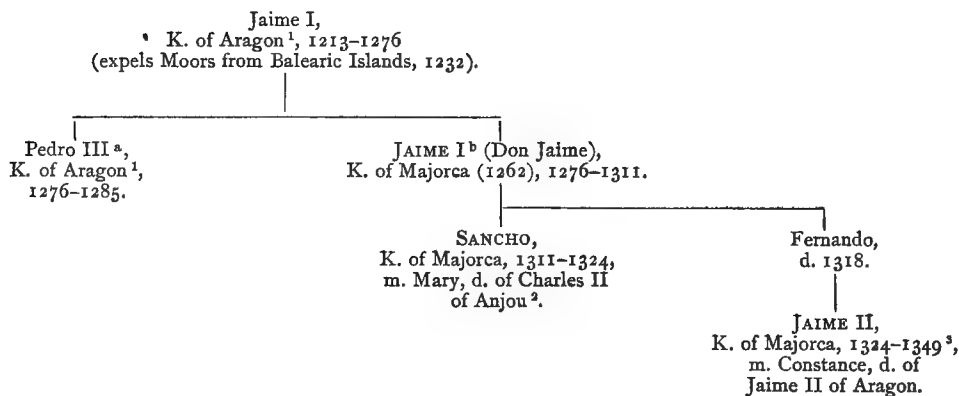 Jaime I,
K. of Aragon¹, 1213–1276
(expels Moors from Balearic Islands, 1232).
Pedro III ᵃ,
K. of Aragon¹,
1276–1285.
JAIME I ᵇ (Don Jaime),
K. of Majorca (1262), 1276–1311.
SANCHO,
K. of Majorca, 1311–1324,
m. Mary, d. of Charles II
of Anjou².
Fernando,
d. 1318.
JAIME II,
K. of Majorca, 1324–1349³,
m. Constance, d. of
Jaime II of Aragon.